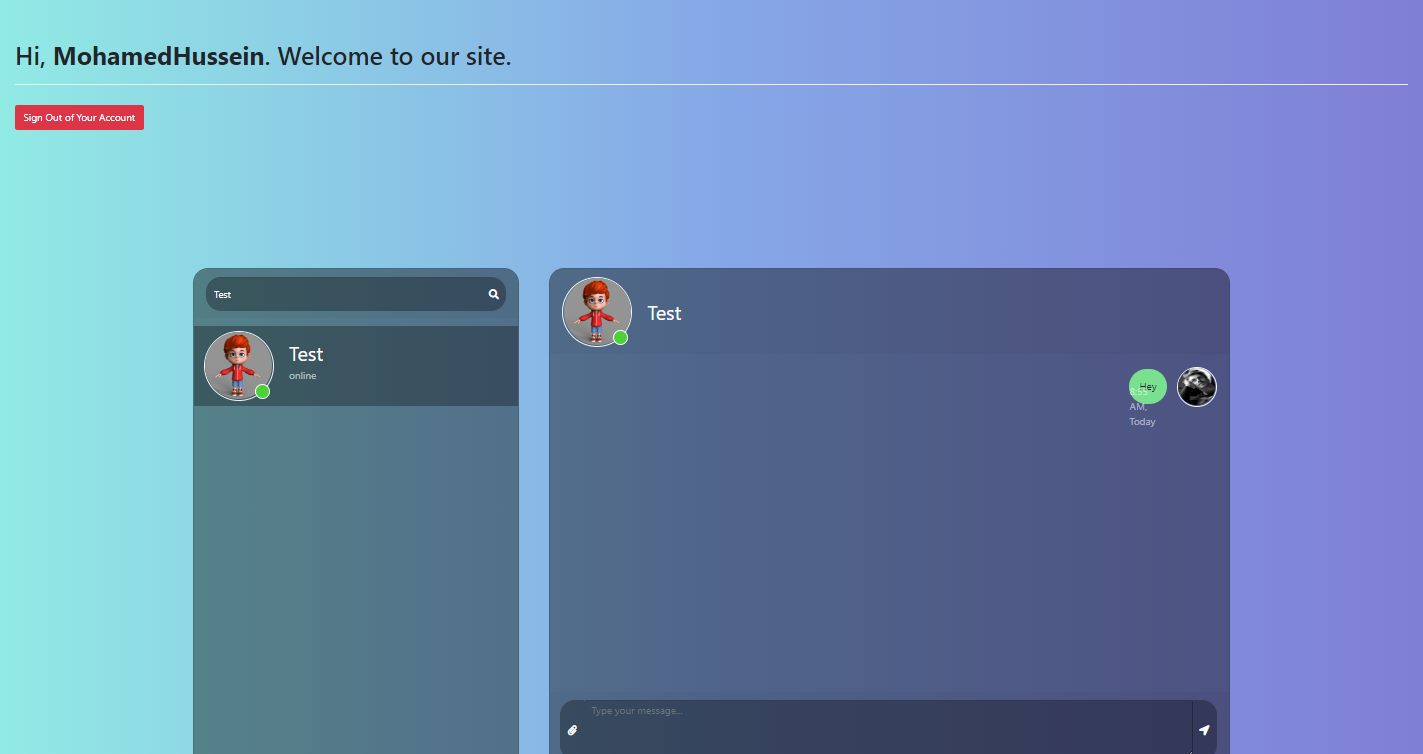 Hi, MohamedHussein. Welcome to our site.
Sign Out of Your Account
Test
Test
online
Test
Hey
8:55
AM,
Today
Type your message...